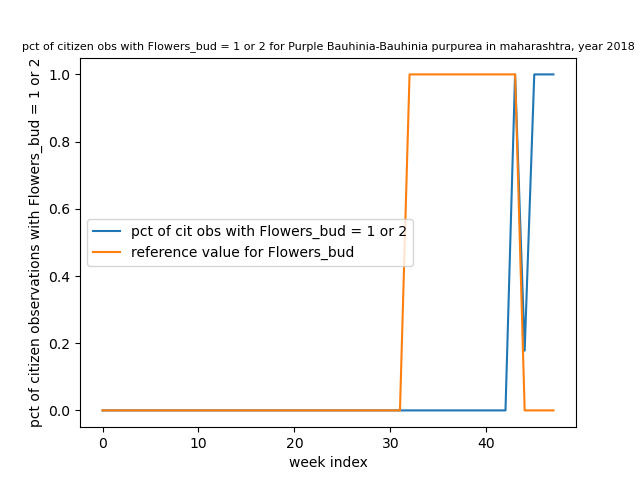 pct of citizen obs with Flowers_bud = 1 or 2 for Purple Bauhinia-Bauhinia purpurea in maharashtra, year 2018
pct of citizen observations with Flowers_bud = 1 or 2
1.0
0.8
0.6
0.4
0.2
0.0
pct of cit obs with Flowers_bud = 1 or 2
reference value for Flowers_bud
0 10 20 30 40
week index